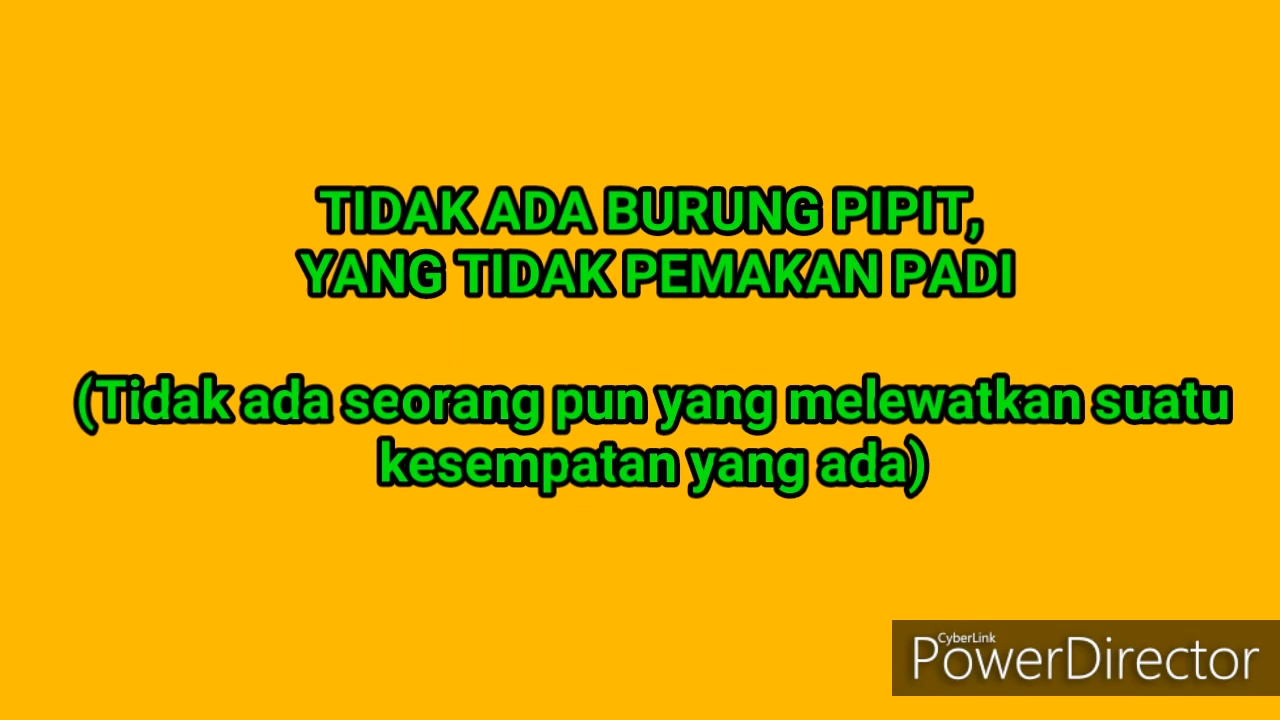 TIDAK ADA BURUNG PIPIT,
YANG TIDAK PEMAKAN PADI
(Tidak ada seorang pun yang melewatkan suatu
kesempatan yang ada)
CyberLink
PowerDirector